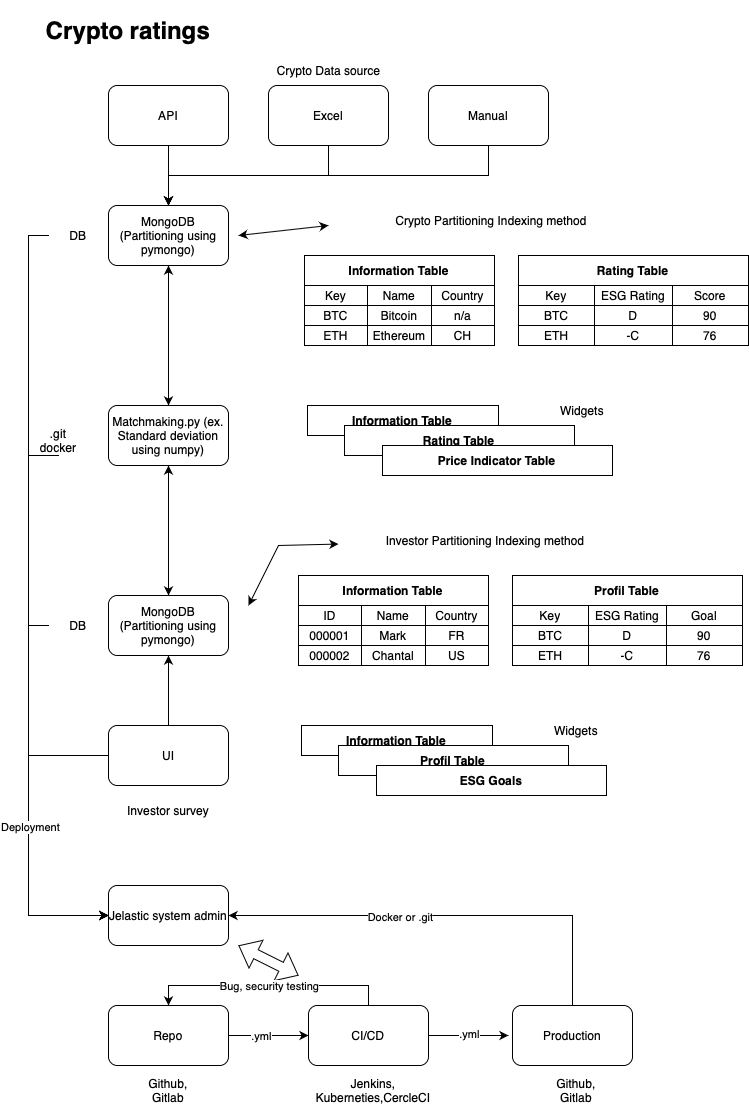 Crypto ratings
Crypto Data source
API
Excel
Manual
MongoDB
(Partitioning using
pymongo)
DB
Crypto Partitioning Indexing method
Information Table
Key Name Country
BTC Bitcoin n/a
ETH Ethereum CH
Rating Table
Key ESG Rating Score
BTC D 90
ETH -C 76
.git
docker
Matchmaking.py (ex.
Standard deviation
using numpy)
Widgets
Information Table
Rating Table
Price Indicator Table
Investor Partitioning Indexing method
DB
MongoDB
(Partitioning using
pymongo)
Information Table
ID Name Country
000001 Mark FR
000002 Chantal US
Profil Table
Key ESG Rating Goal
BTC D 90
ETH -C 76
UI
Investor survey
Widgets
Information Table
Profil Table
ESG Goals
Deployment
Jelastic system admin
Docker or .git
Bug, security testing
Repo
.yml
CI/CD
.yml
Production
Github,
Gitlab
Jenkins,
Kuberneties,CercleCI
Github,
Gitlab